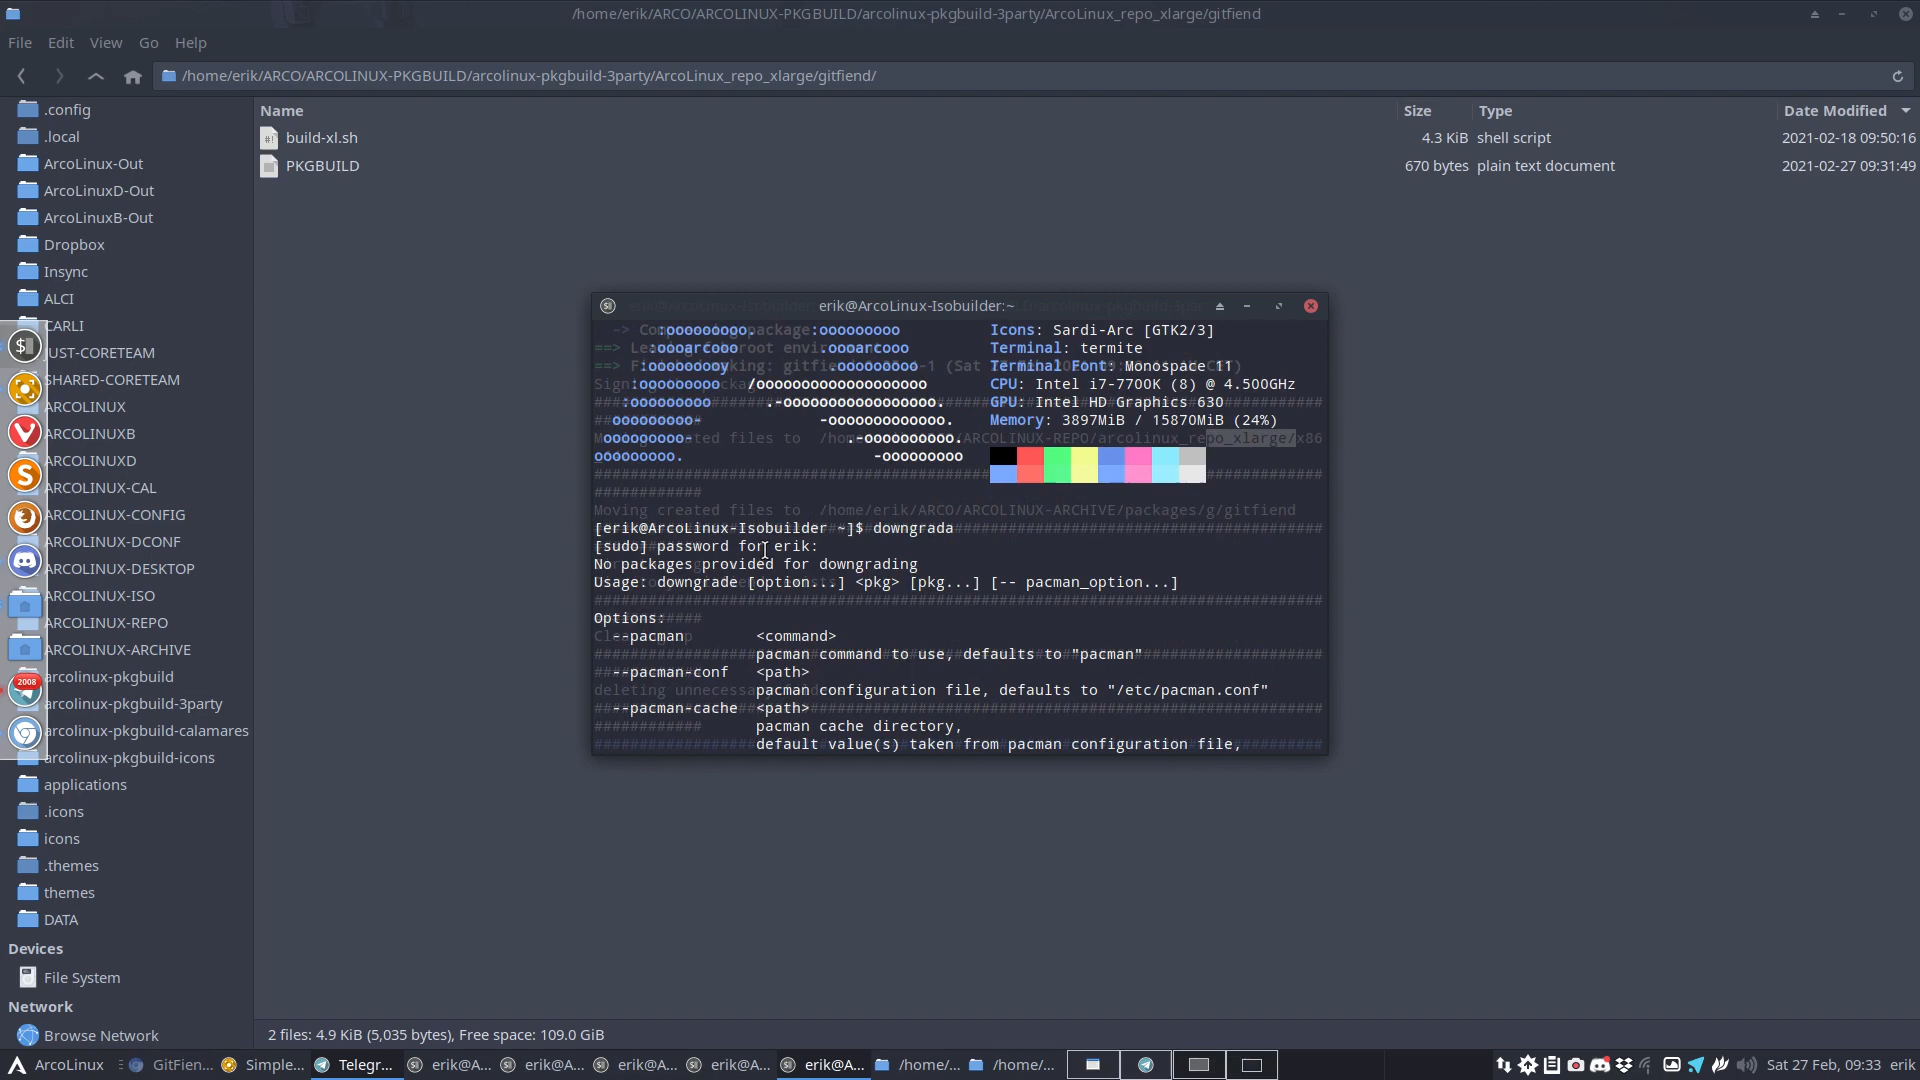 /home/erik/ARCO/ARCOLINUX-PKGBUILD/arcolinux-pkgbuild-3party/ArcoLinux_repo_xlarge/gitfiend
File Edit View Go Help
/home/erik/ARCO/ARCOLINUX-PKGBUILD/arcolinux-pkgbuild-3party/ArcoLinux_repo_xlarge/gitfiend/
.config
.local
ArcoLinux-Out
ArcoLinuxD-Out
ArcoLinuxB-Out
Dropbox
Insync
ALCI
CARLI
JUST-CORETEAM
SHARED-CORETEAM
ARCOLINUX
ARCOLINUXB
ARCOLINUXD
ARCOLINUX-CAL
ARCOLINUX-CONFIG
ARCOLINUX-DCONF
ARCOLINUX-DESKTOP
ARCOLINUX-ISO
ARCOLINUX-REPO
ARCOLINUX-ARCHIVE
arcolinux-pkgbuild
arcolinux-pkgbuild-3party
arcolinux-pkgbuild-calamares
arcolinux-pkgbuild-icons
applications
.icons
icons
.themes
themes
DATA
Devices
File System
Network
Browse Network
2008
Name Size Type Date Modified
build-xl.sh 4.3 KiB shell script 2021-02-18 09:50:16
PKGBUILD 670 bytes plain text document 2021-02-27 09:31:49
erik@ArcoLinux-Isobuilder:~
Icons: Sardi-Arc [GTK2/3]
Terminal: termite
Terminal Font: Monospace 11
CPU: Intel i7-7700K (8) @ 4.500GHz
GPU: Intel HD Graphics 630
Memory: 3897MiB / 15870MiB (24%)
Moving created files to /home/erik/ARCO/ARCOLINUX-ARCHIVE/packages/g/gitfiend
[erik@ArcoLinux-Isobuilder ~]$ downgrada
[sudo] password for erik:
No packages provided for downgrading
Usage: downgrade [option...] <pkg> [pkg...] [-- pacman_option...]
Options:
--pacman <command>
pacman command to use, defaults to "pacman"
--pacman-conf <path>
pacman configuration file, defaults to "/etc/pacman.conf"
--pacman-cache <path>
pacman cache directory,
default value(s) taken from pacman configuration file,
2 files: 4.9 KiB (5,035 bytes), Free space: 109.0 GiB
ArcoLinux GitFien... Simple... Telegr... erik@A... erik@A... erik@A... erik@A... erik@A... /home/... /home/... Sat 27 Feb, 09:33 erik